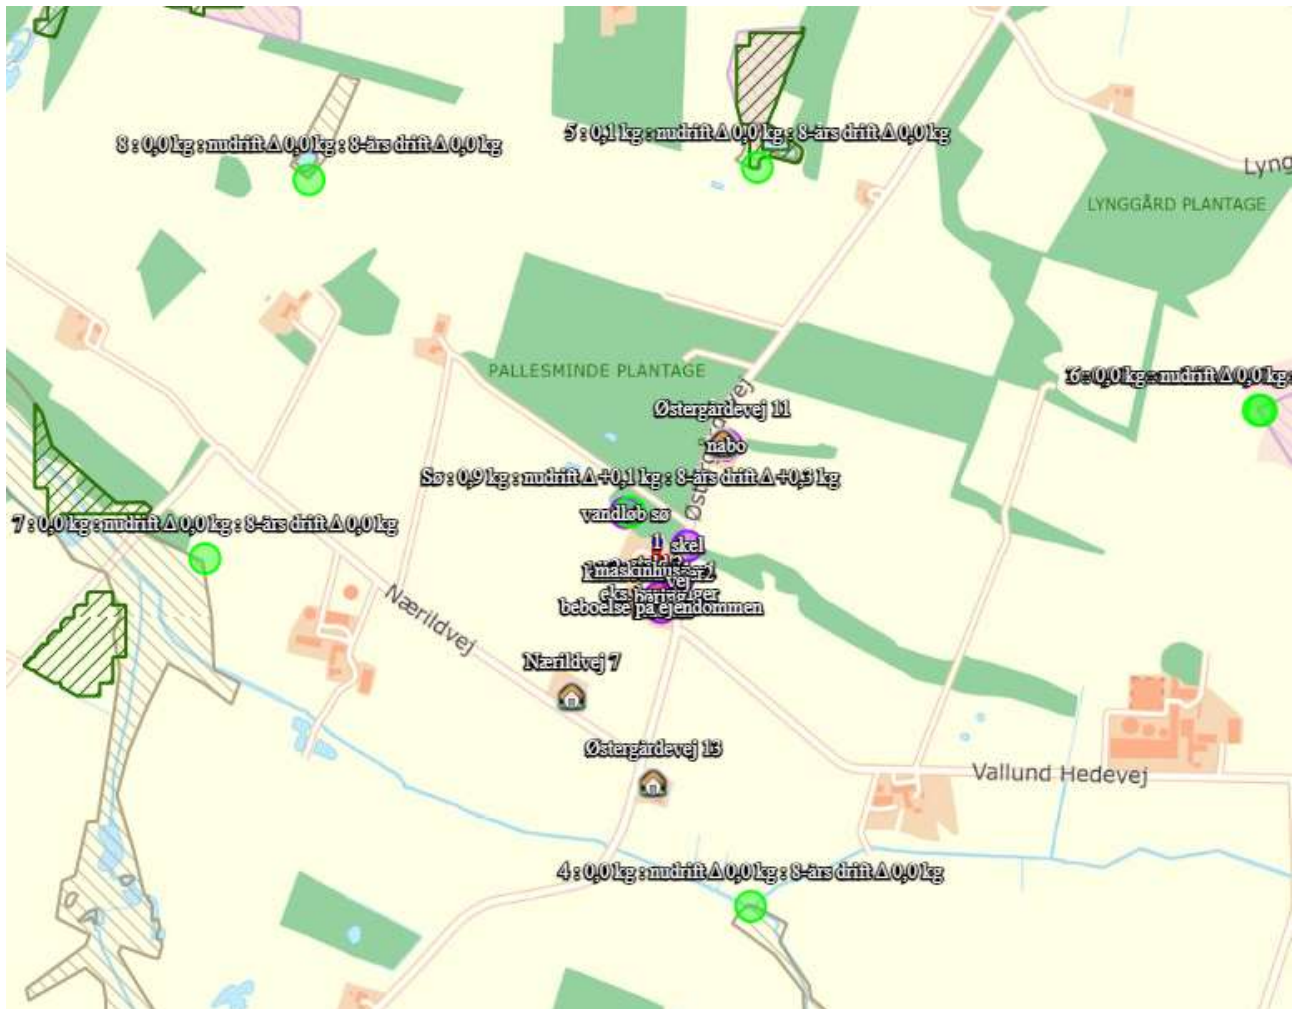 8 : 0,0 kg : nudrift Δ 0,0 kg : 8-års drift Δ 0,0 kg
5 : 0,1 kg : nudrift Δ 0,0 kg : 8-års drift Δ 0,0 kg
Lyng
LYNGGÅRD PLANTAGE
PALLESMINDE PLANTAGE
: 0,0 kg : nudrift Δ 0,0 kg :
Østergårdevej 11
nabo
Østergårdevej
Sø : 0,9 kg : nudrift Δ +0,1 kg : 8-års drift Δ +0,3 kg
vandløb sø
7 : 0,0 kg : nudrift Δ 0,0 kg : 8-års drift Δ 0,0 kg
1
skel
maskinhus
vej
beboelse på ejendommen
Nærildvej
Nærildvej 7
Østergårdevej 13
Vallund Hedevej
4 : 0,0 kg : nudrift Δ 0,0 kg : 8-års drift Δ 0,0 kg